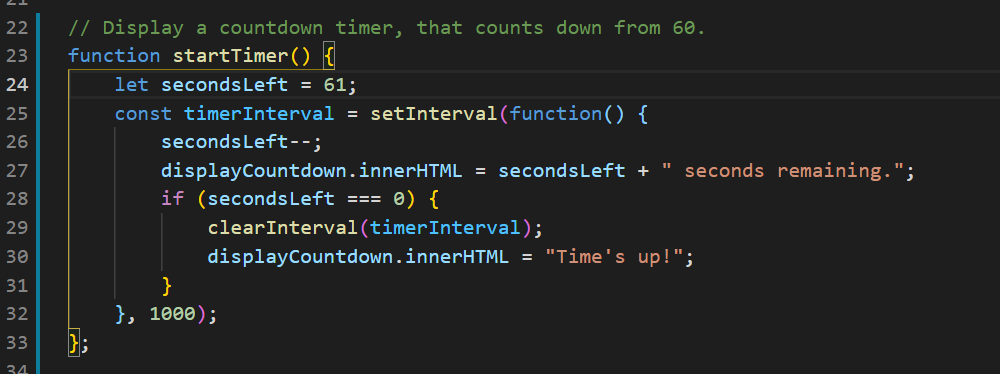 21
22 // Display a countdown timer, that counts down from 60.
23 function startTimer() {
24     let secondsLeft = 61;
25     const timerInterval = setInterval(function() {
26         secondsLeft--;
27         displayCountdown.innerHTML = secondsLeft + " seconds remaining.";
28         if (secondsLeft === 0) {
29             clearInterval(timerInterval);
30             displayCountdown.innerHTML = "Time's up!";
31         }
32     }, 1000);
33 };
34